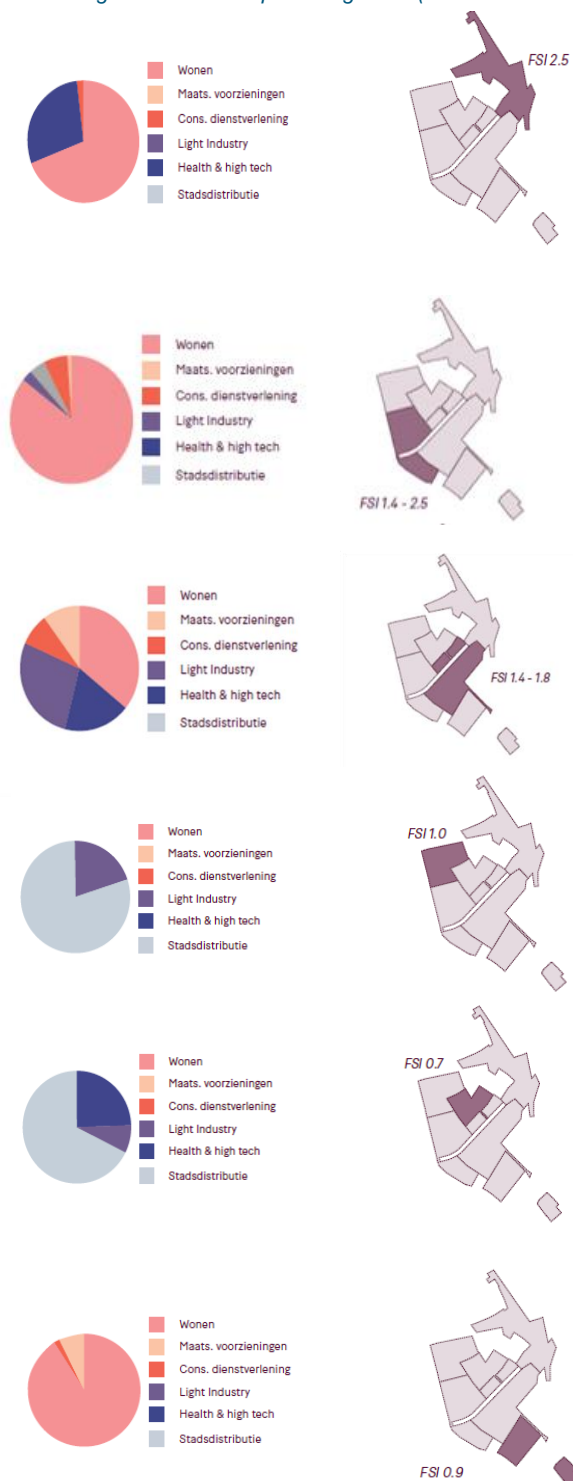 Wonen
Maats. voorzieningen
Cons. dienstverlening
Light Industry
Health & high tech
Stadsdistributie
FSI 2.5
Wonen
Maats. voorzieningen
Cons. dienstverlening
Light Industry
Health & high tech
Stadsdistributie
FSI 1.4 - 2.5
Wonen
Maats. voorzieningen
Cons. dienstverlening
Light Industry
Health & high tech
Stadsdistributie
FSI 1.4 - 1.8
Wonen
Maats. voorzieningen
Cons. dienstverlening
Light Industry
Health & high tech
Stadsdistributie
FSI 1.0
Wonen
Maats. voorzieningen
Cons. dienstverlening
Light Industry
Health & high tech
Stadsdistributie
FSI 0.7
Wonen
Maats. voorzieningen
Cons. dienstverlening
Light Industry
Health & high tech
Stadsdistributie
FSI 0.9